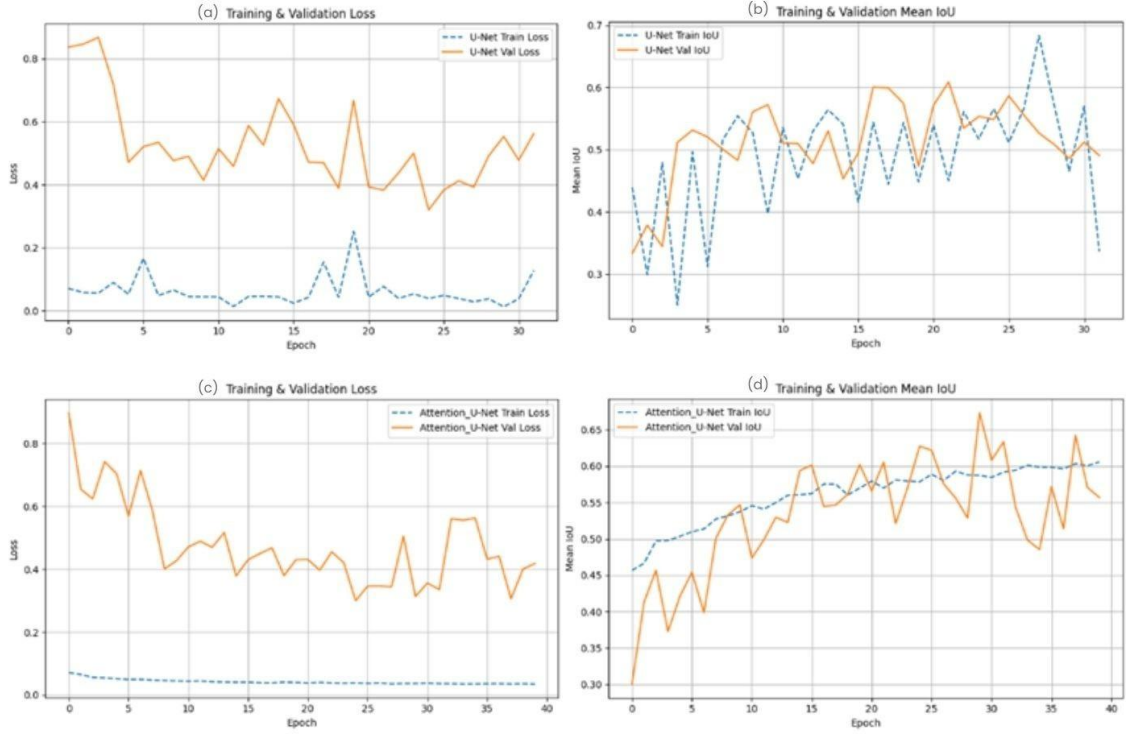 (a) Training & Validation Loss
U-Net Train Loss
U-Net Val Loss
0.8
0.6
0.4
0.2
0.0
Loss
0 5 10 15 20 25 30
Epoch
(b) Training & Validation Mean IoU
U-Net Train IoU
U-Net Val IoU
0.7
0.6
0.5
0.4
0.3
Mean IoU
0 5 10 15 20 25 30
Epoch
(c) Training & Validation Loss
Attention_U-Net Train Loss
Attention_U-Net Val Loss
0.8
0.6
0.4
0.2
0.0
Loss
0 5 10 15 20 25 30 35 40
Epoch
(d) Training & Validation Mean IoU
Attention_U-Net Train IoU
Attention_U-Net Val IoU
0.65
0.60
0.55
0.50
0.45
0.40
0.35
0.30
Mean IoU
0 5 10 15 20 25 30 35 40
Epoch